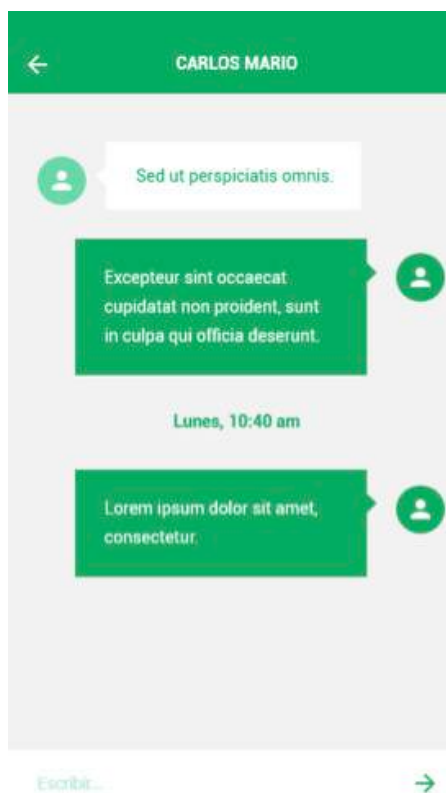 CARLOS MARIO
Sed ut perspiciatis omnis.
Excepteur sint occaecat
cupidatat non proident, sunt
in culpa qui officia deserunt.
Lunes, 10:40 am
Lorem ipsum dolor sit amet,
consectetur.
Escribir...